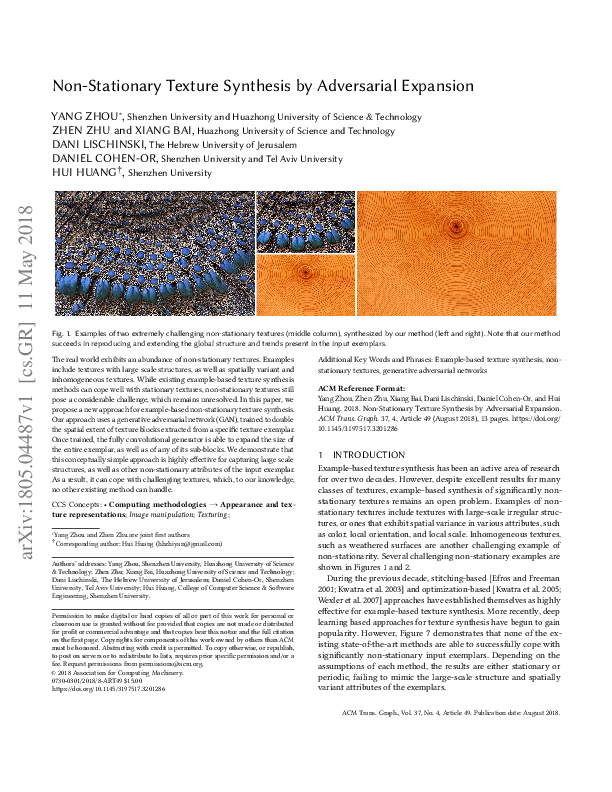 Non-Stationary Texture Synthesis by Adversarial Expansion
YANG ZHOU*, Shenzhen University and Huazhong University of Science & Technology
ZHEN ZHU and XIANG BAI, Huazhong University of Science and Technology
DANI LISCHINSKI, The Hebrew University of Jerusalem
DANIEL COHEN-OR, Shenzhen University and Tel Aviv University
HUI HUANG†, Shenzhen University
arXiv:1805.04487v1 [cs.GR] 11 May 2018
Fig. 1. Examples of two extremely challenging non-stationary textures (middle column), synthesized by our method (left and right). Note that our method
succeeds in reproducing and extending the global structure and trends present in the input exemplars.
The real world exhibits an abundance of non-stationary textures. Examples
include textures with large scale structures, as well as spatially variant and
inhomogeneous textures. While existing example-based texture synthesis
methods can cope well with stationary textures, non-stationary textures still
pose a considerable challenge, which remains unresolved. In this paper, we
propose a new approach for example-based non-stationary texture synthesis.
Our approach uses a generative adversarial network (GAN), trained to double
the spatial extent of texture blocks extracted from a specific texture exemplar.
Once trained, the fully convolutional generator is able to expand the size of
the entire exemplar, as well as of any of its sub-blocks. We demonstrate that
this conceptually simple approach is highly effective for capturing large scale
structures, as well as other non-stationary attributes of the input exemplar.
As a result, it can cope with challenging textures, which, to our knowledge,
no other existing method can handle.
CCS Concepts: • Computing methodologies → Appearance and tex-
ture representations; Image manipulation; Texturing;
*Yang Zhou and Zhen Zhu are joint first authors
†Corresponding author: Hui Huang (hhzhiyan@gmail.com)
Authors' addresses: Yang Zhou, Shenzhen University, Huazhong University of Science
& Technology; Zhen Zhu, Xiang Bai, Huazhong University of Science and Technology;
Dani Lischinski, The Hebrew University of Jerusalem; Daniel Cohen-Or, Shenzhen
University, Tel Aviv University; Hui Huang, College of Computer Science & Software
Engineering, Shenzhen University.
Permission to make digital or hard copies of all or part of this work for personal or
classroom use is granted without fee provided that copies are not made or distributed
for profit or commercial advantage and that copies bear this notice and the full citation
on the first page. Copyrights for components of this work owned by others than ACM
must be honored. Abstracting with credit is permitted. To copy otherwise, or republish,
to post on servers or to redistribute to lists, requires prior specific permission and/or a
fee. Request permissions from permissions@acm.org.
© 2018 Association for Computing Machinery.
0730-0301/2018/8-ART49 $15.00
https://doi.org/10.1145/3197517.3201286
Additional Key Words and Phrases: Example-based texture synthesis, non-
stationary textures, generative adversarial networks
ACM Reference Format:
Yang Zhou, Zhen Zhu, Xiang Bai, Dani Lischinski, Daniel Cohen-Or, and Hui
Huang. 2018. Non-Stationary Texture Synthesis by Adversarial Expansion.
ACM Trans. Graph. 37, 4, Article 49 (August 2018), 13 pages. https://doi.org/
10.1145/3197517.3201286
1 INTRODUCTION
Example-based texture synthesis has been an active area of research
for over two decades. However, despite excellent results for many
classes of textures, example-based synthesis of significantly non-
stationary textures remains an open problem. Examples of non-
stationary textures include textures with large-scale irregular struc-
tures, or ones that exhibit spatial variance in various attributes, such
as color, local orientation, and local scale. Inhomogeneous textures,
such as weathered surfaces are another challenging example of
non-stationarity. Several challenging non-stationary examples are
shown in Figures 1 and 2.
During the previous decade, stitching-based [Efros and Freeman
2001; Kwatra et al. 2003] and optimization-based [Kwatra et al. 2005;
Wexler et al. 2007] approaches have established themselves as highly
effective for example-based texture synthesis. More recently, deep
learning based approaches for texture synthesis have begun to gain
popularity. However, Figure 7 demonstrates that none of the ex-
isting state-of-the-art methods are able to successfully cope with
significantly non-stationary input exemplars. Depending on the
assumptions of each method, the results are either stationary or
periodic, failing to mimic the large-scale structure and spatially
variant attributes of the exemplars.
ACM Trans. Graph., Vol. 37, No. 4, Article 49. Publication date: August 2018.